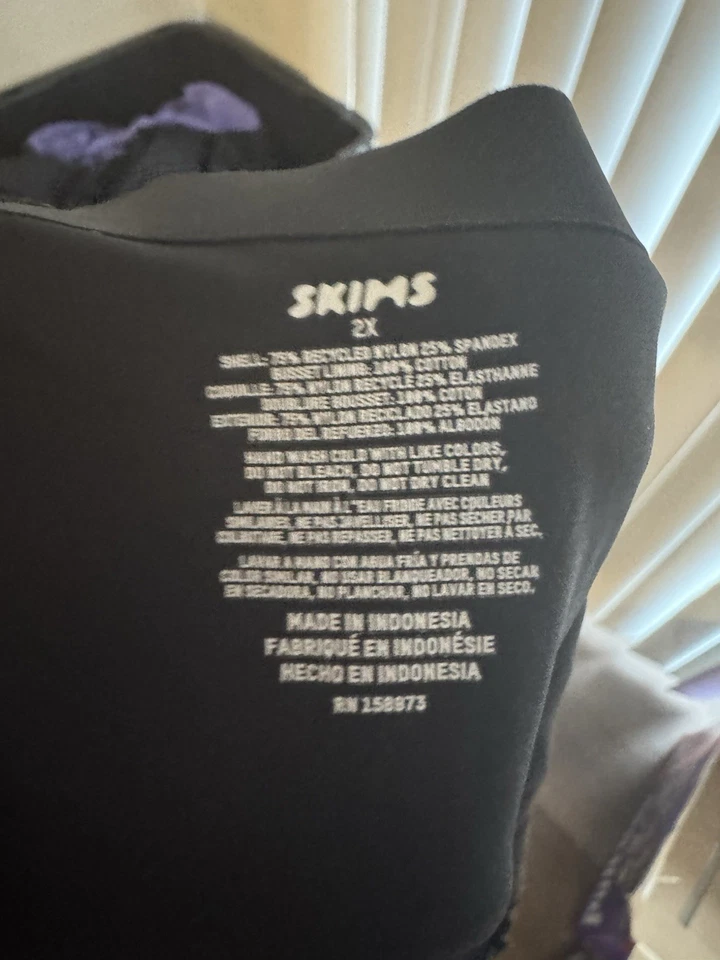 SKIMS
2X
SHELL: 75% RECYCLED NYLON 25% SPANDEX
GUSSET LINING: 100% COTTON
COQUILLE: 75% NYLON RECYCLÉ 25% ÉLASTHANNE
DOUBLURE GOUSSET: 100% COTON
EXTERIOR: 75% NYLON RECICLADO 25% ELASTANO
FORRO DEL REFUERZO: 100% ALGODÓN
HAND WASH COLD WITH LIKE COLORS,
DO NOT BLEACH, DO NOT TUMBLE DRY,
DO NOT IRON, DO NOT DRY CLEAN
LAVER À LA MAIN À L'EAU FROIDE AVEC COULEURS
SIMILAIRES, NE PAS JAVELLISER, NE PAS SÉCHER PAR
CULBUTAGE, NE PAS REPASSER, NE PAS NETTOYER A SEC.
LAVAR A MANO CON AGUA FRÍA Y PRENDAS DE
COLOR SIMILAR, NO USAR BLANQUEADOR, NO SECAR
EN SECADORA, NO PLANCHAR, NO LAVAR EN SECO.
MADE IN INDONESIA
FABRIQUÉ EN INDONÉSIE
HECHO EN INDONESIA
RN 158873